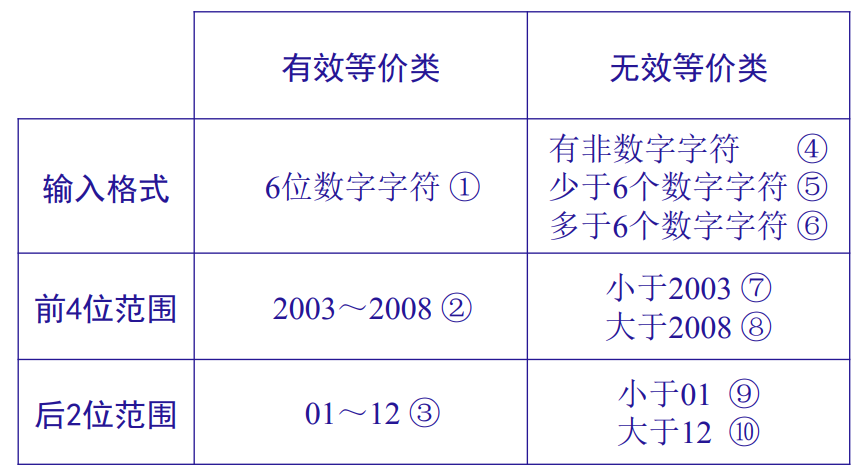 有效等价类 无效等价类
输入格式 6位数字字符 ① 有非数字字符 ④
少于6个数字字符 ⑤
多于6个数字字符 ⑥
前4位范围 2003～2008 ② 小于2003 ⑦
大于2008 ⑧
后2位范围 01～12 ③ 小于01 ⑨
大于12 ⑩